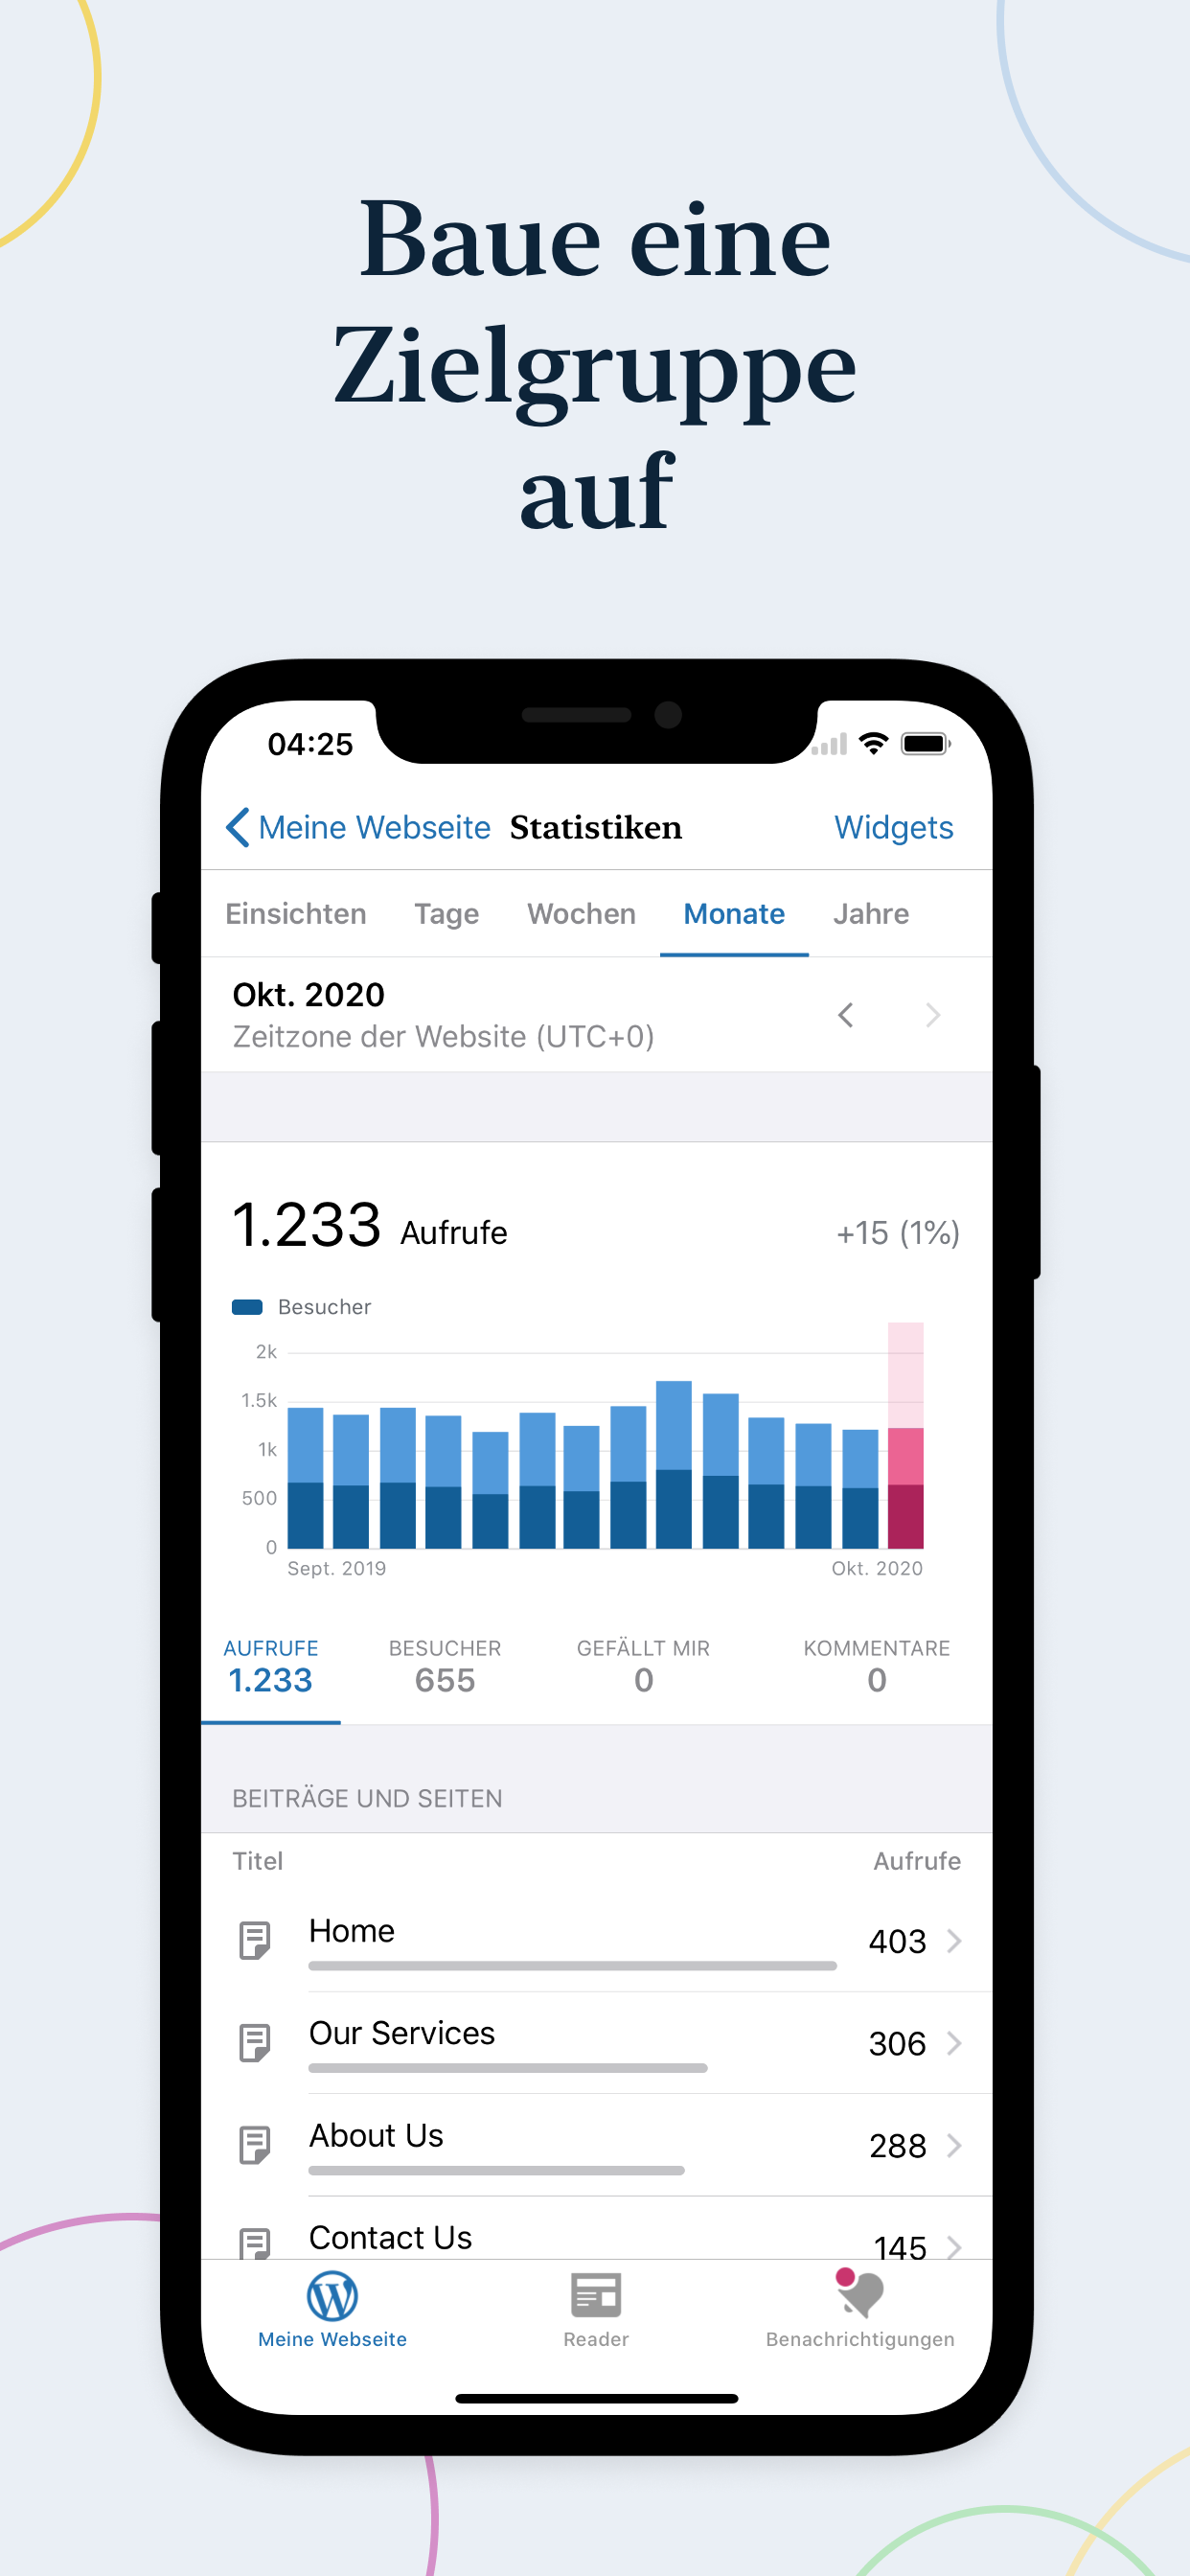 Baue eine
Zielgruppe
auf
04:25
Meine Webseite Statistiken Widgets
Einsichten Tage Wochen Monate Jahre
Okt. 2020
Zeitzone der Website (UTC+0)
1.233 Aufrufe +15 (1%)
Besucher
2k
1.5k
1k
500
0
Sept. 2019 Okt. 2020
AUFRUFE BESUCHER GEFÄLLT MIR KOMMENTARE
1.233 655 0 0
BEITRÄGE UND SEITEN
Titel Aufrufe
Home 403
Our Services 306
About Us 288
Contact Us 145
Meine Webseite Reader Benachrichtigungen